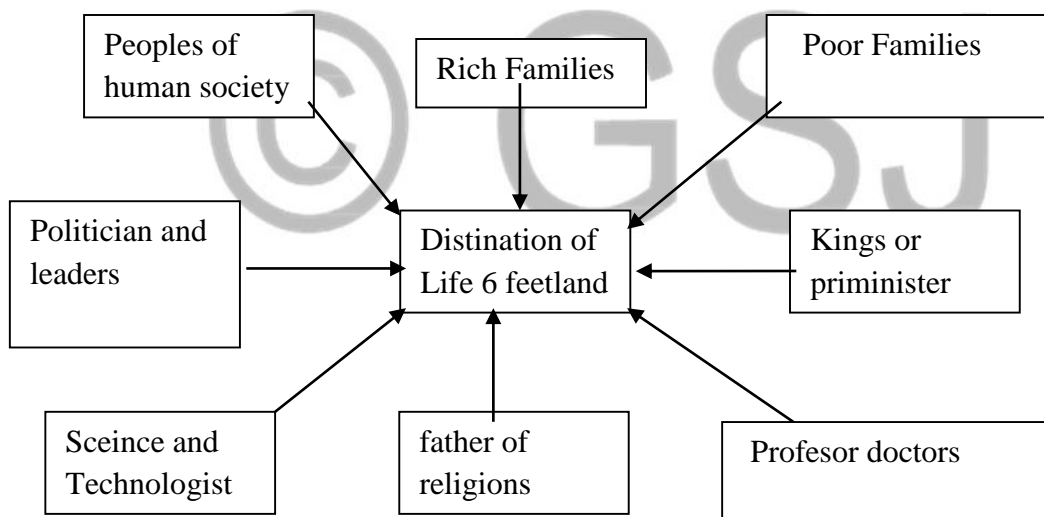 Peoples of
human society
Rich Families
Poor Families
© GSJ
Politician and
leaders
Distination of
Life 6 feetland
Kings or
priminister
Sceince and
Technologist
father of
religions
Profesor doctors